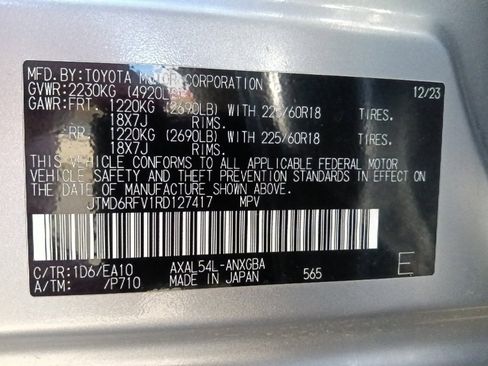 MFD.BY:TOYOTA MOTOR CORPORATION 12/23
GVWR:2230KG (4920LB)
GAWR:FRT. 1220KG (2690LB) WITH 225/60R18 TIRES.
18X7J RIMS.
RR. 1220KG (2690LB) WITH 225/60R18 TIRES.
18X7J RIMS.
THIS VEHICLE CONFORMS TO ALL APPLICABLE FEDERAL MOTOR
VEHICLE SAFETY AND THEFT PREVENTION STANDARDS IN EFFECT
ON THE DATE OF MANUFACTURE SHOWN ABOVE.
JTMD6RFV1RD127417 MPV
C/TR:1D6/EA10 AXAL54L-ANXGBA
A/TM: /P710 MADE IN JAPAN 565 E